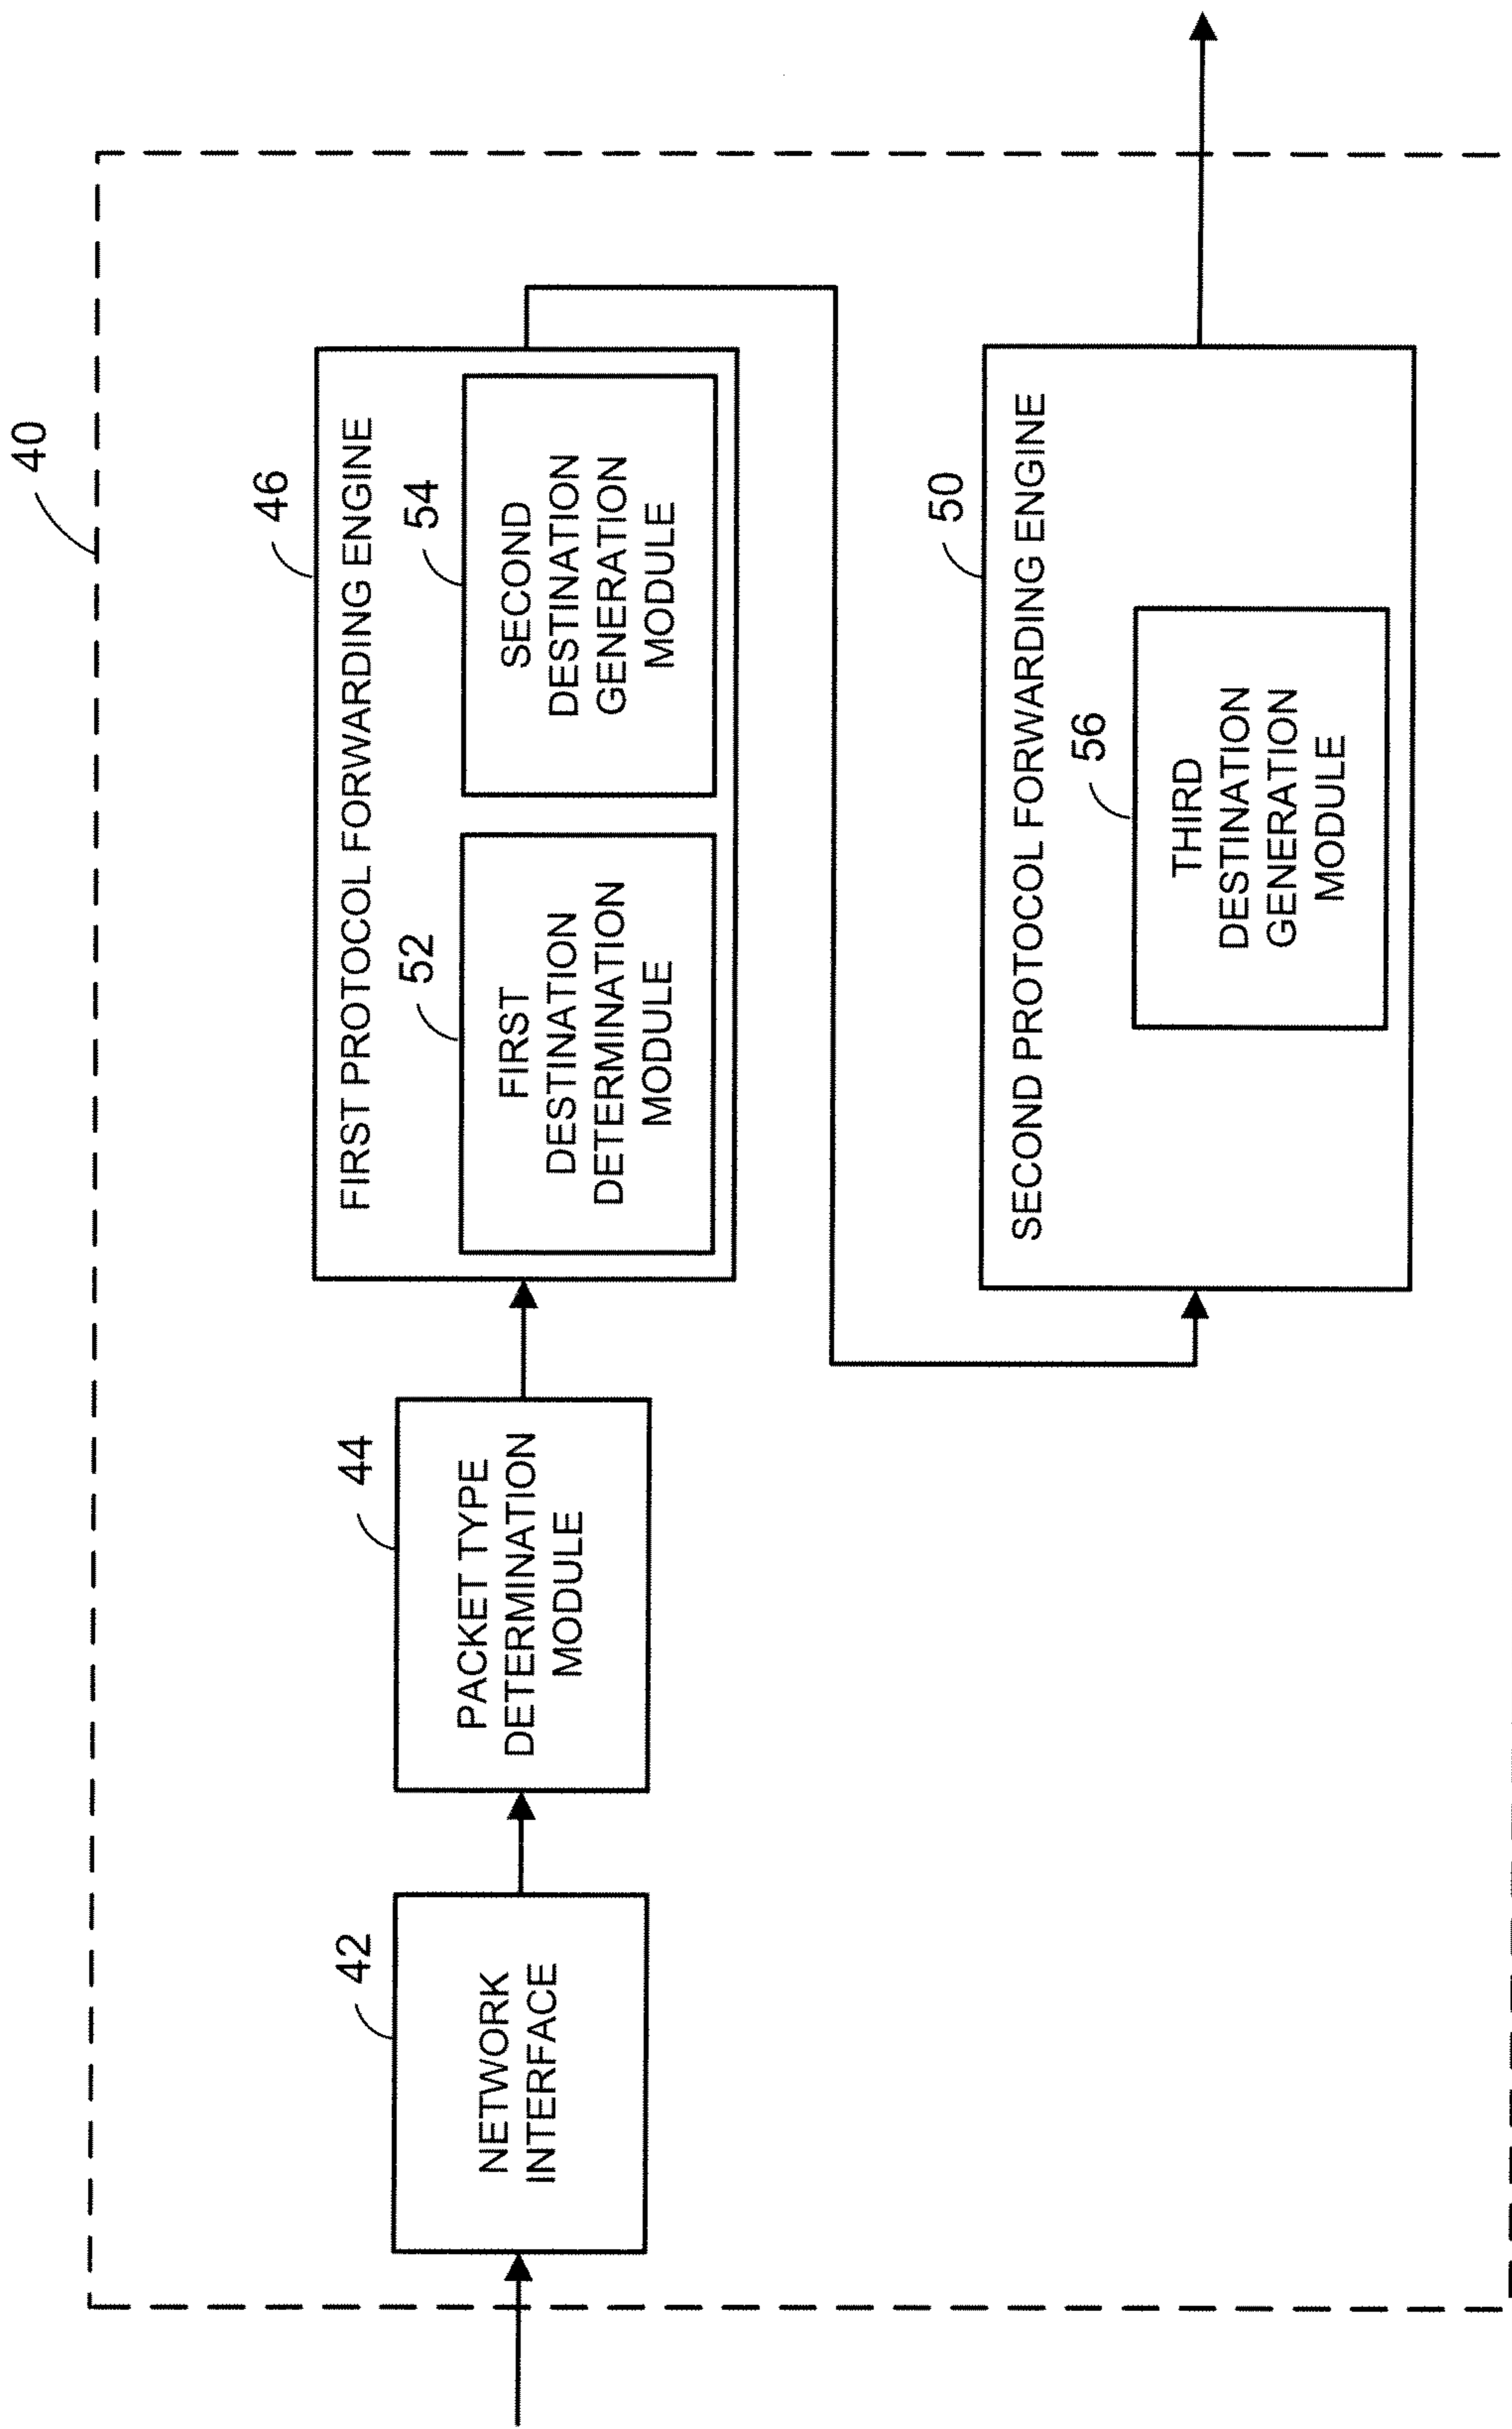 40
42
NETWORK
INTERFACE
44
PACKET TYPE
DETERMINATION
MODULE
46
FIRST PROTOCOL FORWARDING ENGINE
52
FIRST
DESTINATION
DETERMINATION
MODULE
54
SECOND
DESTINATION
GENERATION
MODULE
50
SECOND PROTOCOL FORWARDING ENGINE
56
THIRD
DESTINATION
GENERATION
MODULE